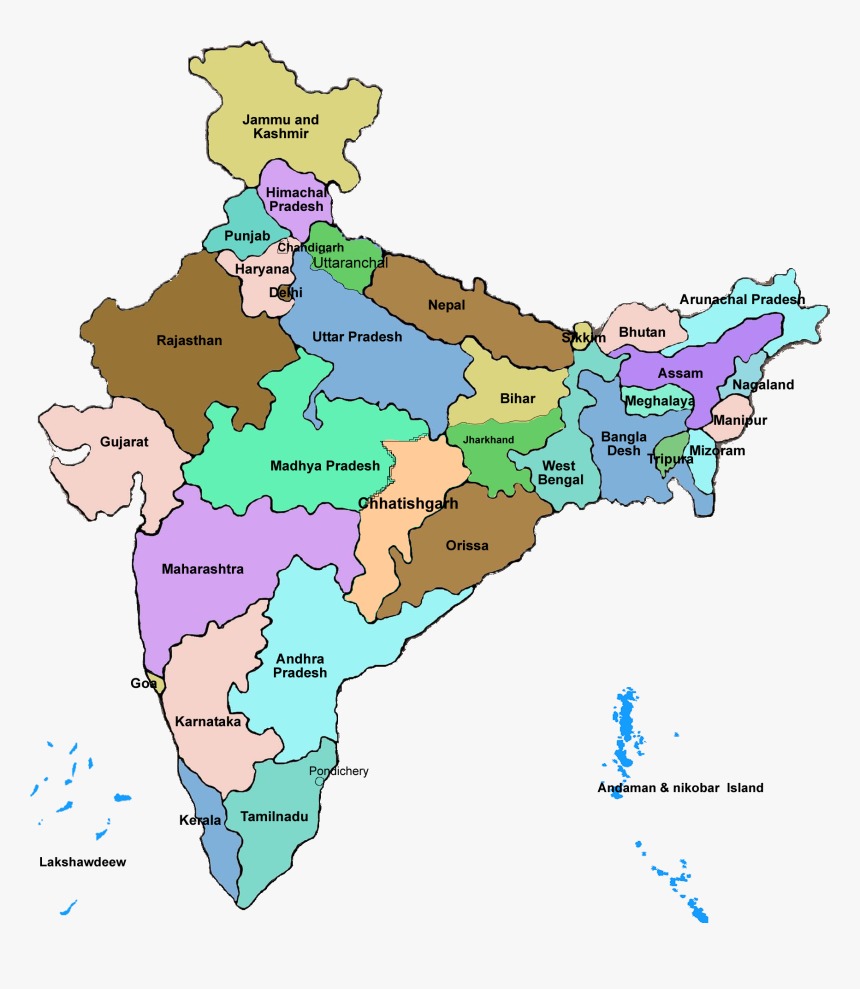 Jammu and
Kashmir
Himachal
Pradesh
Punjab
Chandigarh
Uttaranchal
Haryana
Delhi
Rajasthan
Uttar Pradesh
Nepal
Sikkim
Bhutan
Arunachal Pradesh
Assam
Nagaland
Meghalaya
Manipur
Bihar
Jharkhand
Bangla
Desh
Tripura
Mizoram
West
Bengal
Gujarat
Madhya Pradesh
Chhatishgarh
Orissa
Maharashtra
Andhra
Pradesh
Goa
Karnataka
Pondichery
Kerala
Tamilnadu
Lakshawdeew
Andaman & nikobar Island